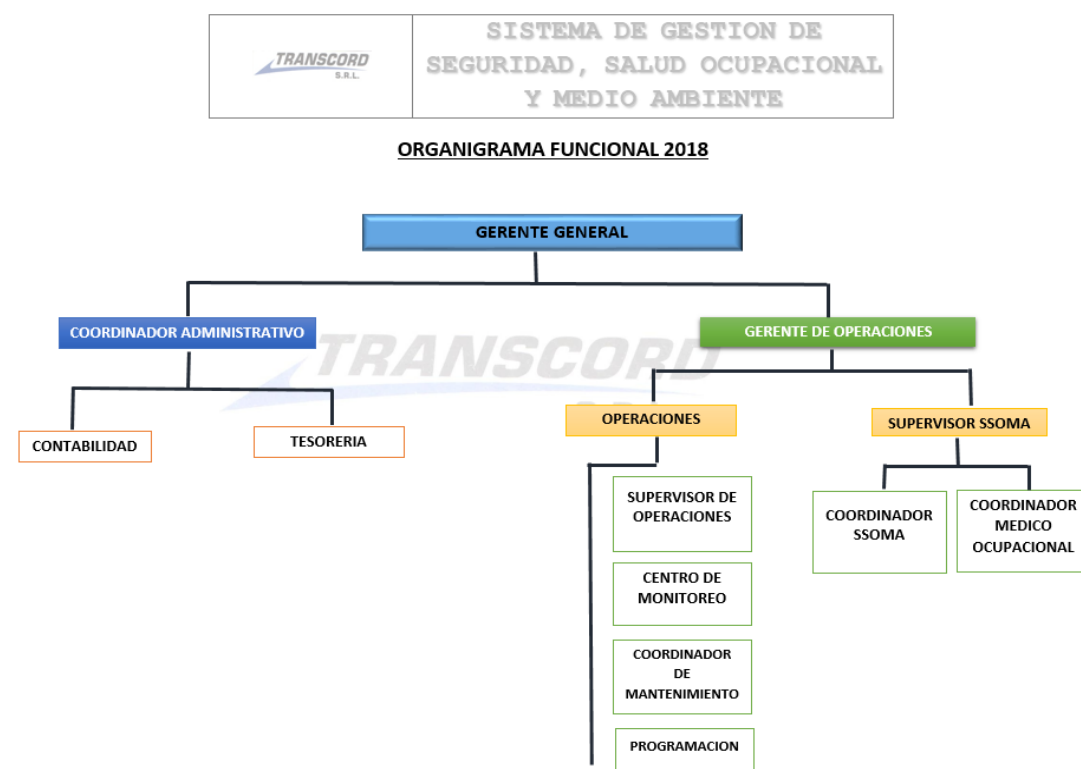 TRANSCORD
S.R.L.
SISTEMA DE GESTION DE
SEGURIDAD, SALUD OCUPACIONAL
Y MEDIO AMBIENTE
ORGANIGRAMA FUNCIONAL 2018
GERENTE GENERAL
COORDINADOR ADMINISTRATIVO
GERENTE DE OPERACIONES
TRANSCORD
CONTABILIDAD
TESORERIA
OPERACIONES
SUPERVISOR SSOMA
SUPERVISOR DE
OPERACIONES
CENTRO DE
MONITOREO
COORDINADOR
DE
MANTENIMIENTO
PROGRAMACION
COORDINADOR
SSOMA
COORDINADOR
MEDICO
OCUPACIONAL